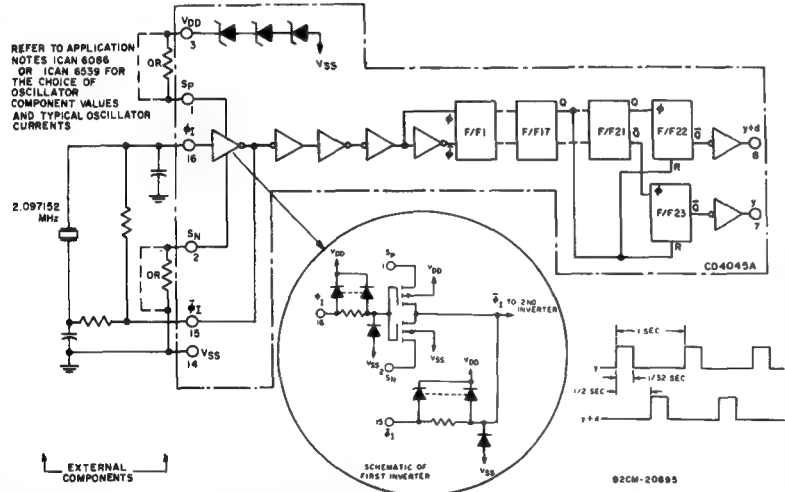 REFER TO APPLICATION
NOTES ICAN 6086
OR ICAN 6539 FOR
THE CHOICE OF
OSCILLATOR
COMPONENT VALUES
AND TYPICAL OSCILLATOR
CURRENTS
VDD
3
VSS
OR
SP
1
ϕI
16
2.097152
MHz
SN
2
OR
ϕ̄I
15
VSS
14
EXTERNAL
COMPONENTS
ϕ
ϕ̄
F/F1
F/F17
Q
F/F21
Q
Q̄
ϕ
F/F22
Q̄
R
y+d
6
ϕ
F/F23
Q̄
R
y
7
CD4045A
SP
1
VDD
VDD
ϕI
16
ϕ̄I TO 2ND
INVERTER
VSS
VSS
2
SN
VDD
15
ϕ̄I
VSS
SCHEMATIC OF
FIRST INVERTER
1 SEC
y
1/32 SEC
1/2 SEC
y+d
92CM-20895